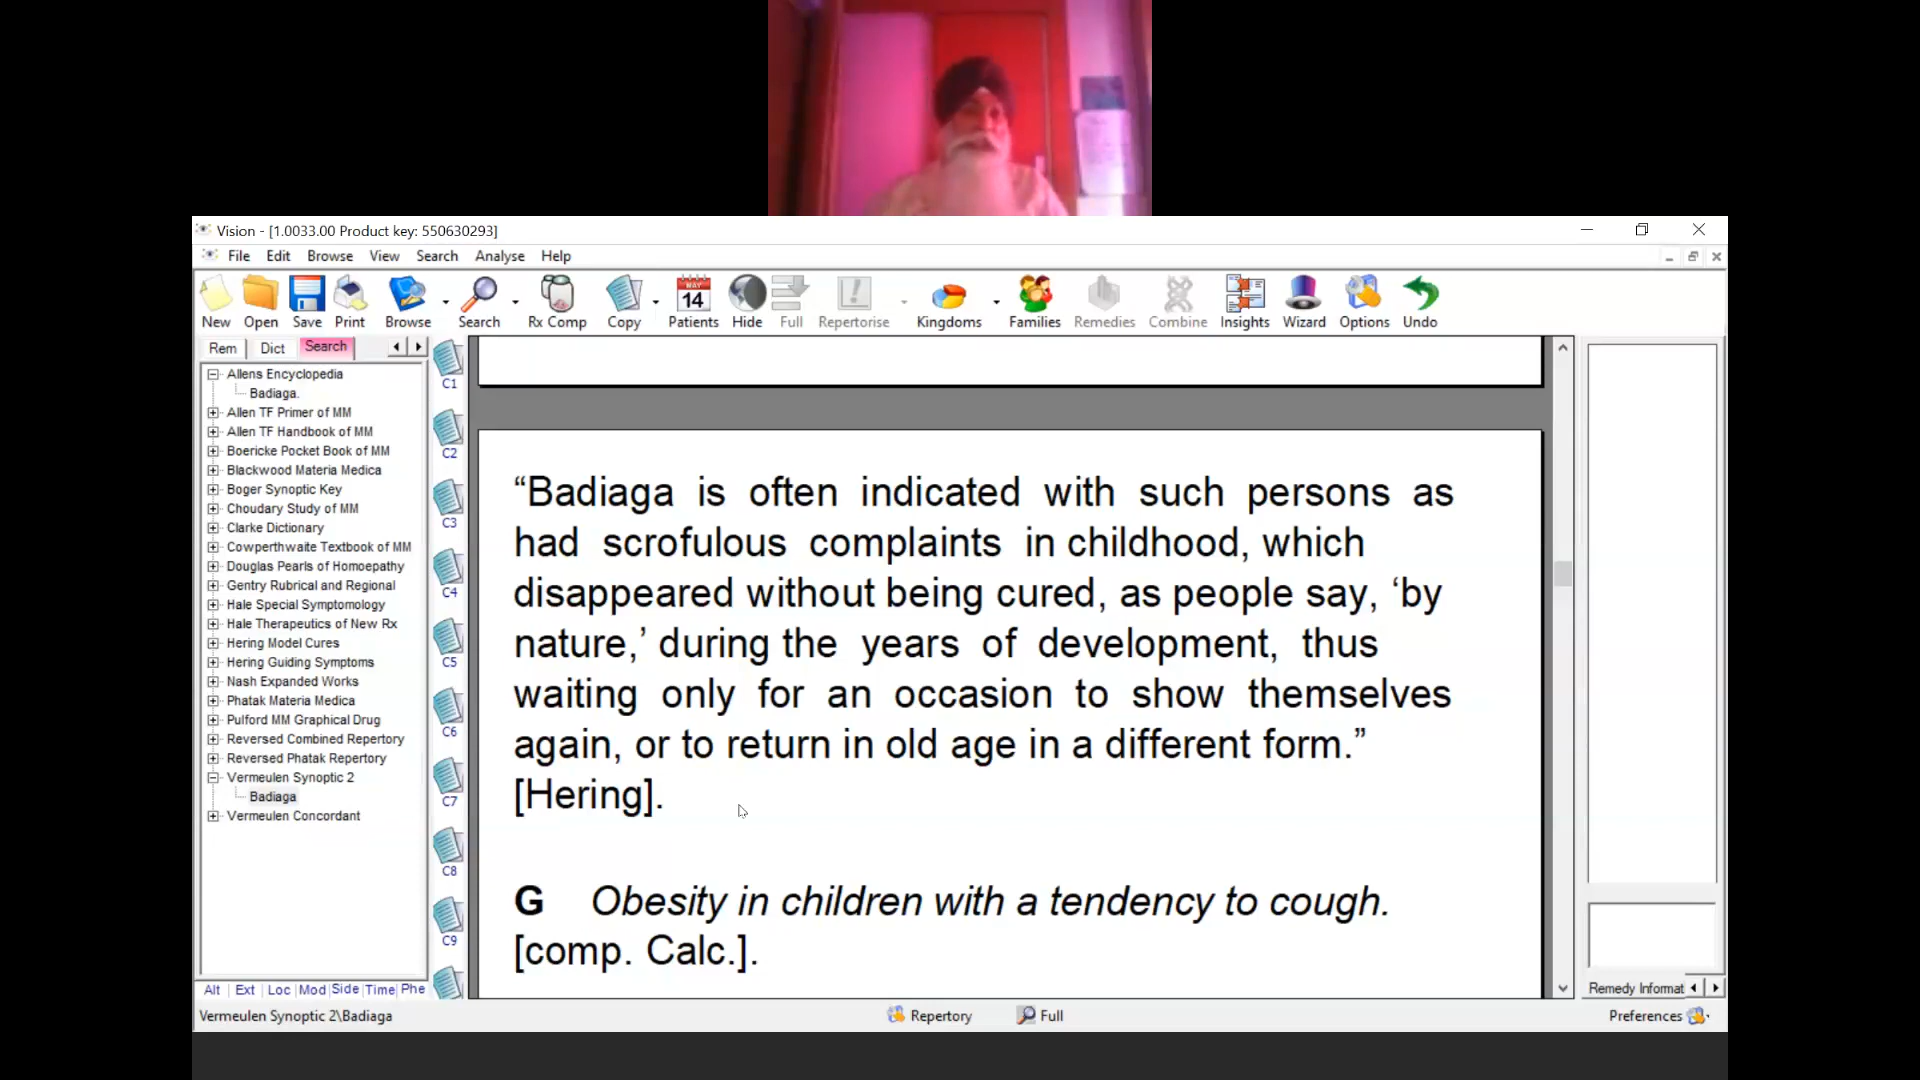 Vision - [1.0033.00 Product key: 550630293]
File Edit Browse View Search Analyse Help
MAY
14
New Open Save Print Browse Search Rx Comp Copy Patients Hide Full Repertorise Kingdoms Families Remedies Combine Insights Wizard Options Undo
Rem Dict Search
Allens Encyclopedia
Badiaga.
Allen TF Primer of MM
Allen TF Handbook of MM
Boericke Pocket Book of MM
Blackwood Materia Medica
Boger Synoptic Key
Choudary Study of MM
Clarke Dictionary
Cowperthwaite Textbook of MM
Douglas Pearls of Homoepathy
Gentry Rubrical and Regional
Hale Special Symptomology
Hale Therapeutics of New Rx
Hering Model Cures
Hering Guiding Symptoms
Nash Expanded Works
Phatak Materia Medica
Pulford MM Graphical Drug
Reversed Combined Repertory
Reversed Phatak Repertory
Vermeulen Synoptic 2
Badiaga
Vermeulen Concordant
Alt Ext Loc Mod Side Time Phe
C1
C2
C3
C4
C5
C6
C7
C8
C9
“Badiaga is often indicated with such persons as
had scrofulous complaints in childhood, which
disappeared without being cured, as people say, ‘by
nature,’ during the years of development, thus
waiting only for an occasion to show themselves
again, or to return in old age in a different form.”
[Hering].
G Obesity in children with a tendency to cough.
[comp. Calc.].
Remedy Informat
Vermeulen Synoptic 2\Badiaga Repertory Full Preferences